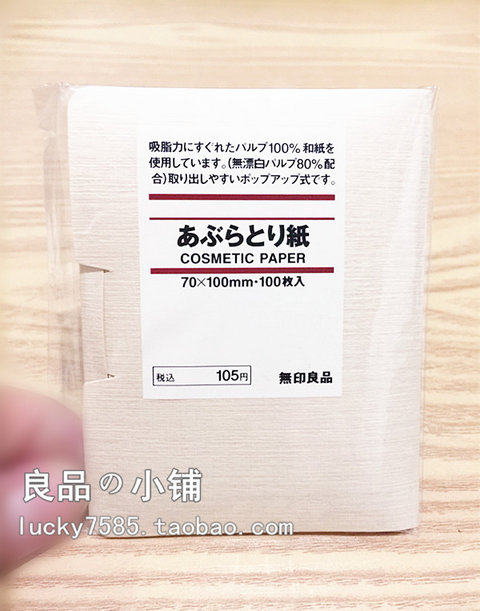 吸脂力にすぐれたパルプ100%和紙を
使用しています。(無漂白パルプ80%配
合)取り出しやすいポップアップ式です。
あぶらとり紙
COSMETIC PAPER
70×100mm・100枚入
税込 105円
無印良品
良品の小铺
lucky7585.taobao.com